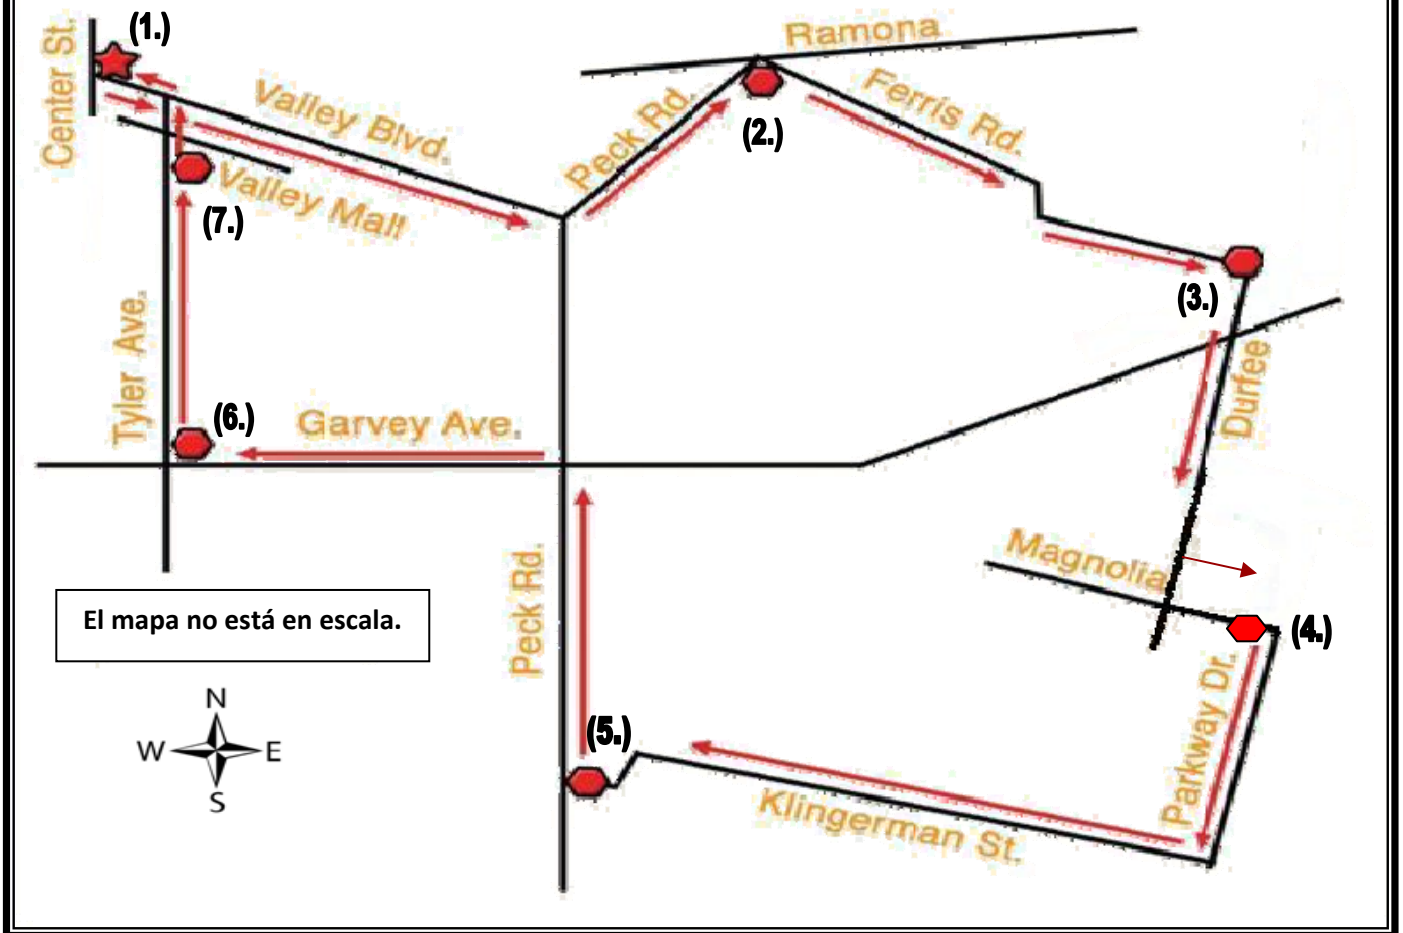 (1.)
Center St.
Ramona
Valley Blvd.
Peck Rd.
Ferris Rd.
(2.)
Valley Mall
(7.)
(3.)
Tyler Ave.
(6.)
Garvey Ave.
Durfee
Magnolia
Peck Rd.
El mapa no está en escala.
(4.)
Parkway Dr.
N
W E
S
(5.)
Klingerman St.